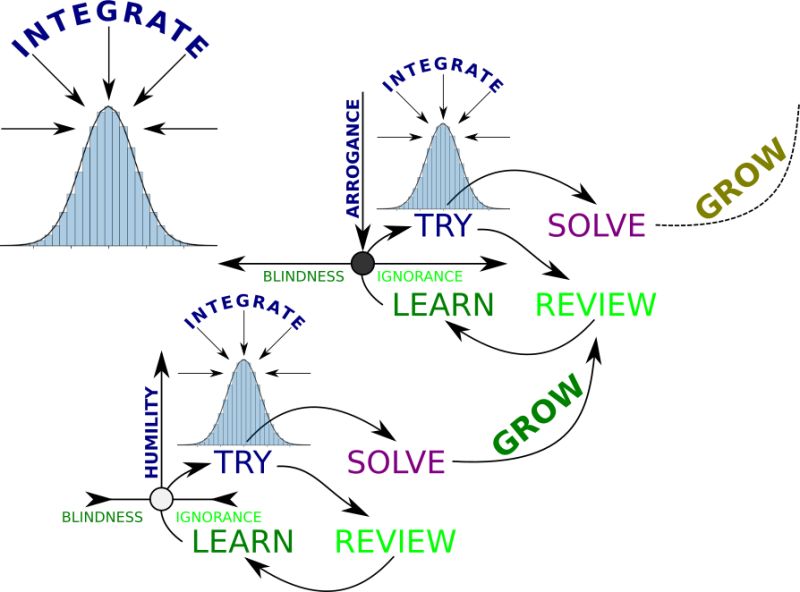 INTEGRATE
INTEGRATE
ARROGANCE
GROW
TRY
SOLVE
BLINDNESS
IGNORANCE
LEARN
REVIEW
INTEGRATE
HUMILITY
GROW
TRY
SOLVE
BLINDNESS
IGNORANCE
LEARN
REVIEW